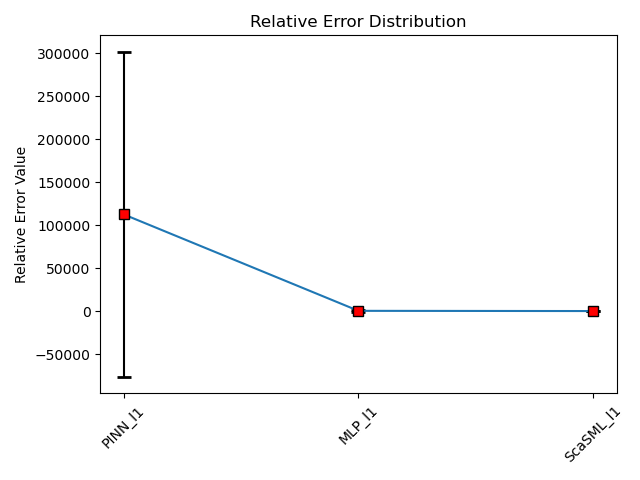 Relative Error Distribution
Relative Error Value
300000
250000
200000
150000
100000
50000
0
−50000
PINN_l1
MLP_l1
ScaSML_l1